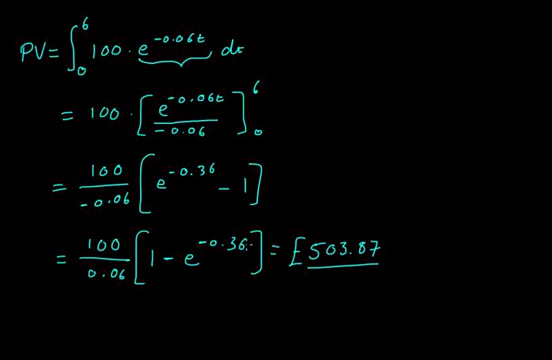 PV = ∫₀⁶ 100 · e^(-0.06t) dt
= 100 · [e^(-0.06t) / -0.06]₀⁶
= 100 / -0.06 [e^(-0.36) - 1]
= 100 / 0.06 [1 - e^(-0.36)] = £503.87